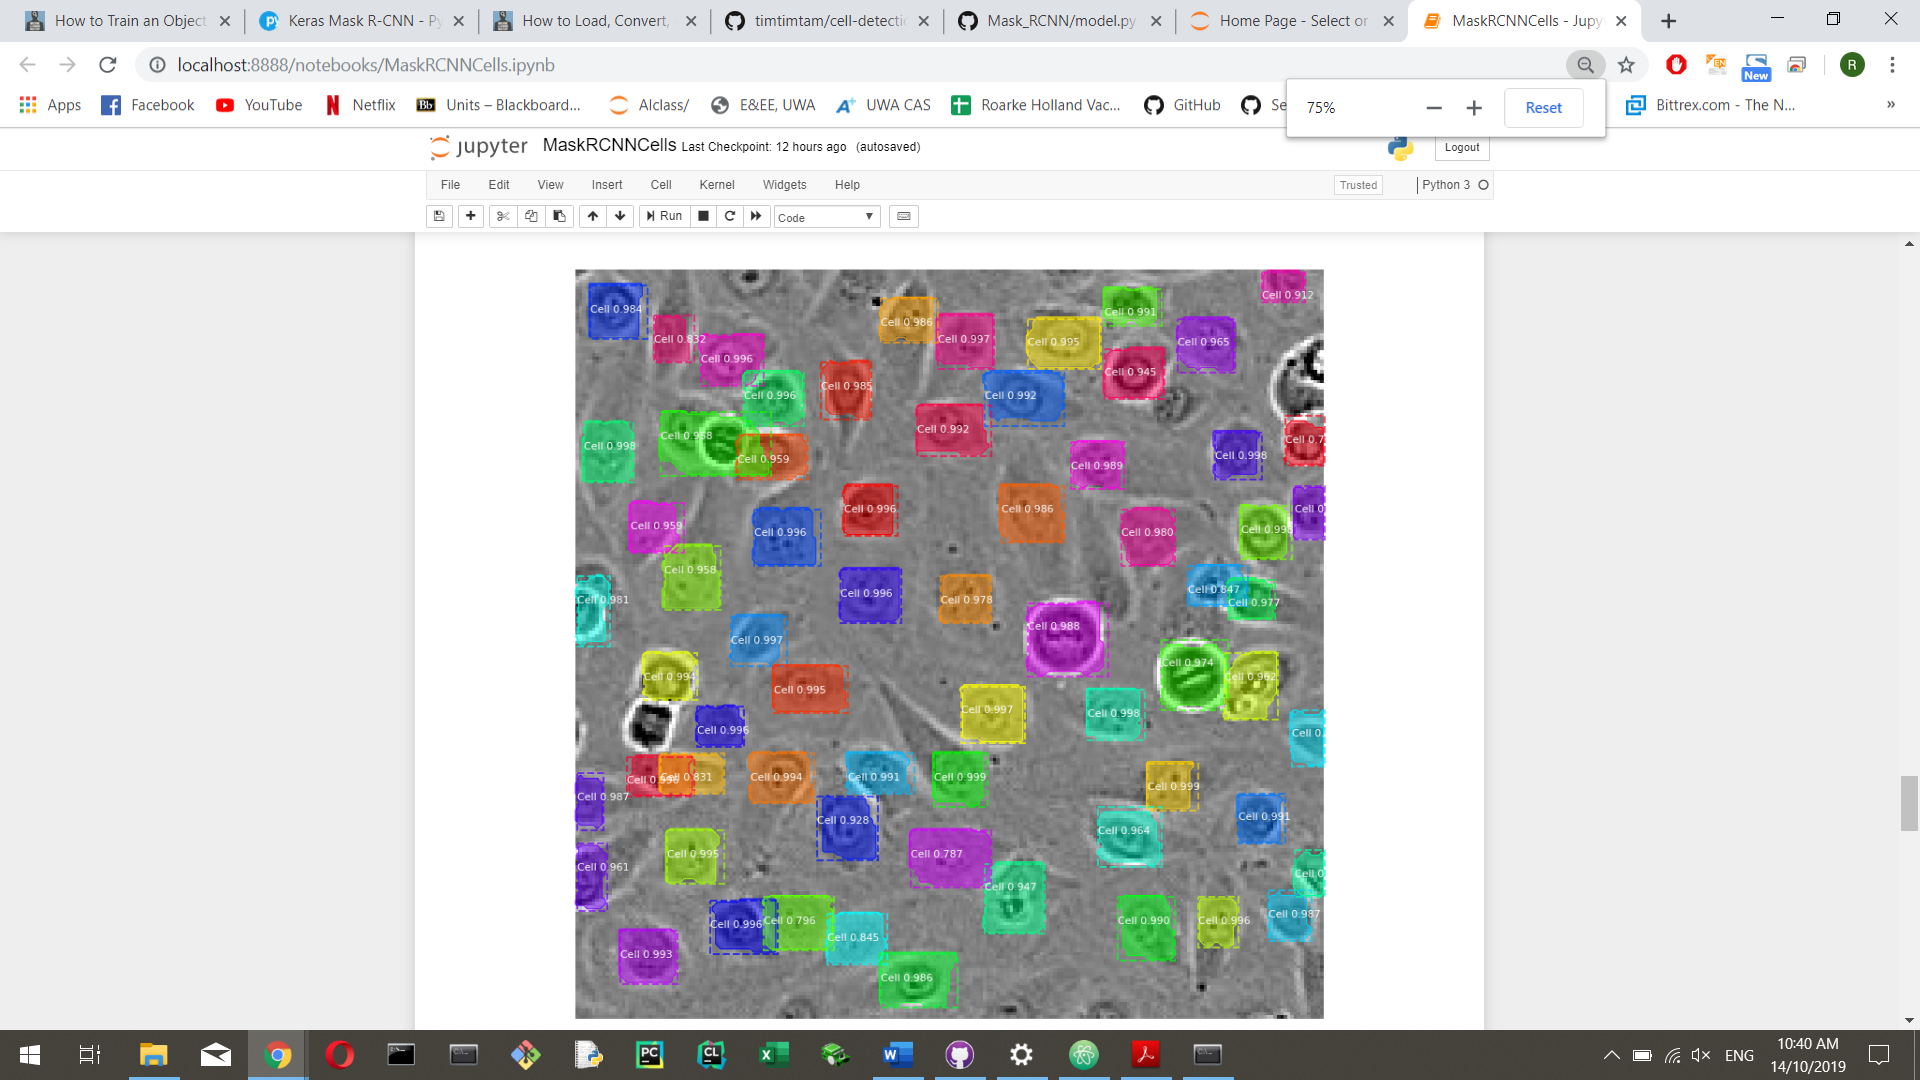 How to Train an Object
Keras Mask R-CNN - Py
How to Load, Convert,
timtimtam/cell-detecti
Mask_RCNN/model.py
Home Page - Select or
MaskRCNNCells - Jupy
localhost:8888/notebooks/MaskRCNNCells.ipynb
EN
New
R
Apps
Facebook
YouTube
Netflix
Bb
Units – Blackboard...
Alclass/
E&EE, UWA
UWA CAS
Roarke Holland Vac...
GitHub
Se
Bittrex.com - The N...
»
75%
Reset
jupyter
MaskRCNNCells Last Checkpoint: 12 hours ago (autosaved)
Logout
File Edit View Insert Cell Kernel Widgets Help
Trusted
Python 3
Run
Code
Cell 0.984
Cell 0.832
Cell 0.996
Cell 0.996
Cell 0.985
Cell 0.986
Cell 0.997
Cell 0.995
Cell 0.991
Cell 0.965
Cell 0.912
Cell 0.945
Cell 0.992
Cell 0.992
Cell 0.998
Cell 0.959
Cell 0.989
Cell 0.998
Cell 0.7
Cell 0.959
Cell 0.996
Cell 0.996
Cell 0.986
Cell 0.980
Cell 0.99
Cell 0
Cell 0.958
Cell 0.981
Cell 0.996
Cell 0.978
Cell 0.847
Cell 0.977
Cell 0.997
Cell 0.988
Cell 0.974
Cell 0.962
Cell 0.994
Cell 0.995
Cell 0.997
Cell 0.998
Cell 0.996
Cell 0.
Cell 0.831
Cell 0.994
Cell 0.991
Cell 0.999
Cell 0.999
Cell 0.987
Cell 0.928
Cell 0.964
Cell 0.991
Cell 0.995
Cell 0.787
Cell 0.961
Cell 0.947
Cell 0
Cell 0.996
Cell 0.796
Cell 0.845
Cell 0.990
Cell 0.996
Cell 0.987
Cell 0.993
Cell 0.986
PC
CL
ENG
10:40 AM
14/10/2019